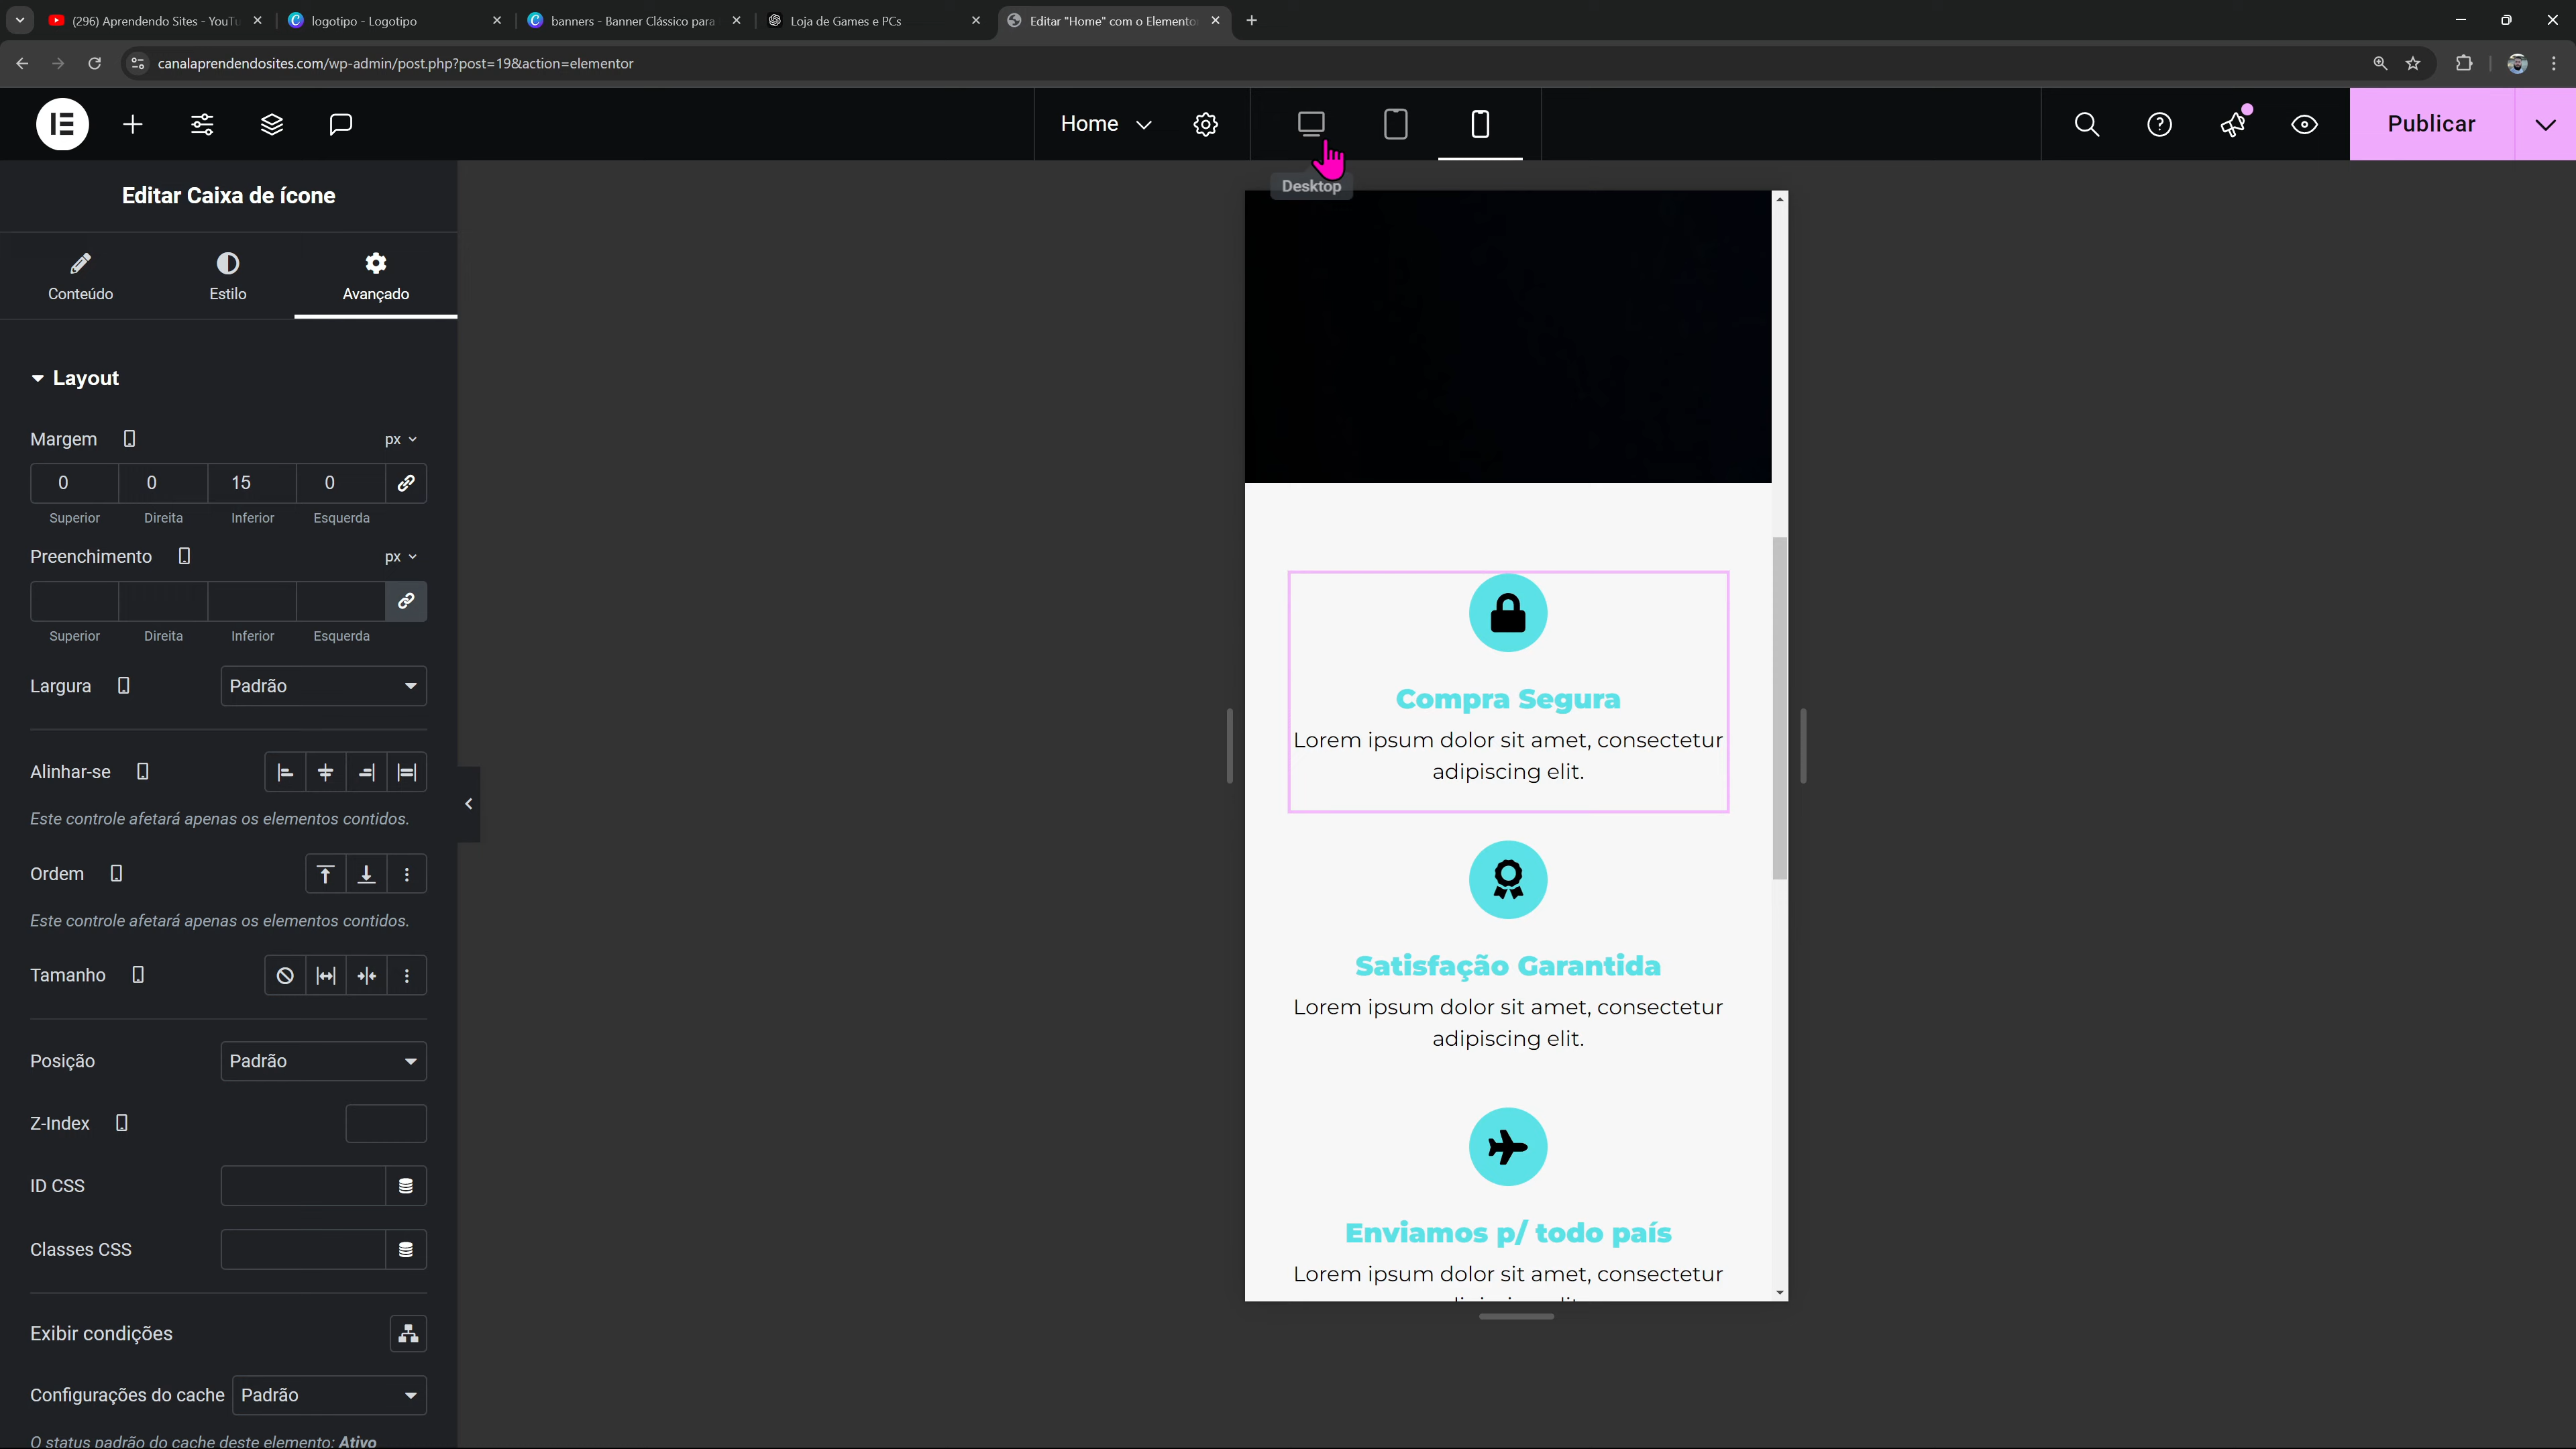 (296) Aprendendo Sites - YouTu
logotipo - Logotipo
banners - Banner Clássico para
Loja de Games e PCs
Editar "Home" com o Elemento
canalaprendendosites.com/wp-admin/post.php?post=19&action=elementor
Home
Publicar
Desktop
Editar Caixa de ícone
Conteúdo
Estilo
Avançado
Layout
Margem
px
0
0
15
0
Superior
Direita
Inferior
Esquerda
Preenchimento
px
Superior
Direita
Inferior
Esquerda
Largura
Padrão
Alinhar-se
Este controle afetará apenas os elementos contidos.
Ordem
Este controle afetará apenas os elementos contidos.
Tamanho
Posição
Padrão
Z-Index
ID CSS
Classes CSS
Exibir condições
Configurações do cache
Padrão
O status padrão do cache deste elemento: Ativo
Compra Segura
Lorem ipsum dolor sit amet, consectetur
adipiscing elit.
Satisfação Garantida
Lorem ipsum dolor sit amet, consectetur
adipiscing elit.
Enviamos p/ todo país
Lorem ipsum dolor sit amet, consectetur